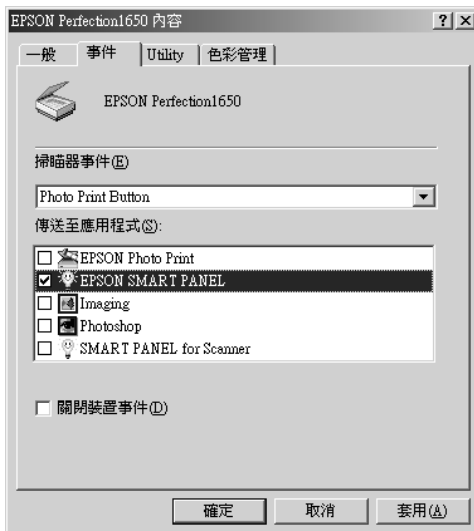 EPSON Perfection1650 內容
一般 事件 Utility 色彩管理
EPSON Perfection1650
掃瞄器事件(E)
Photo Print Button
傳送至應用程式(S):
EPSON Photo Print
EPSON SMART PANEL
Imaging
Photoshop
SMART PANEL for Scanner
關閉裝置事件(D)
確定 取消 套用(A)